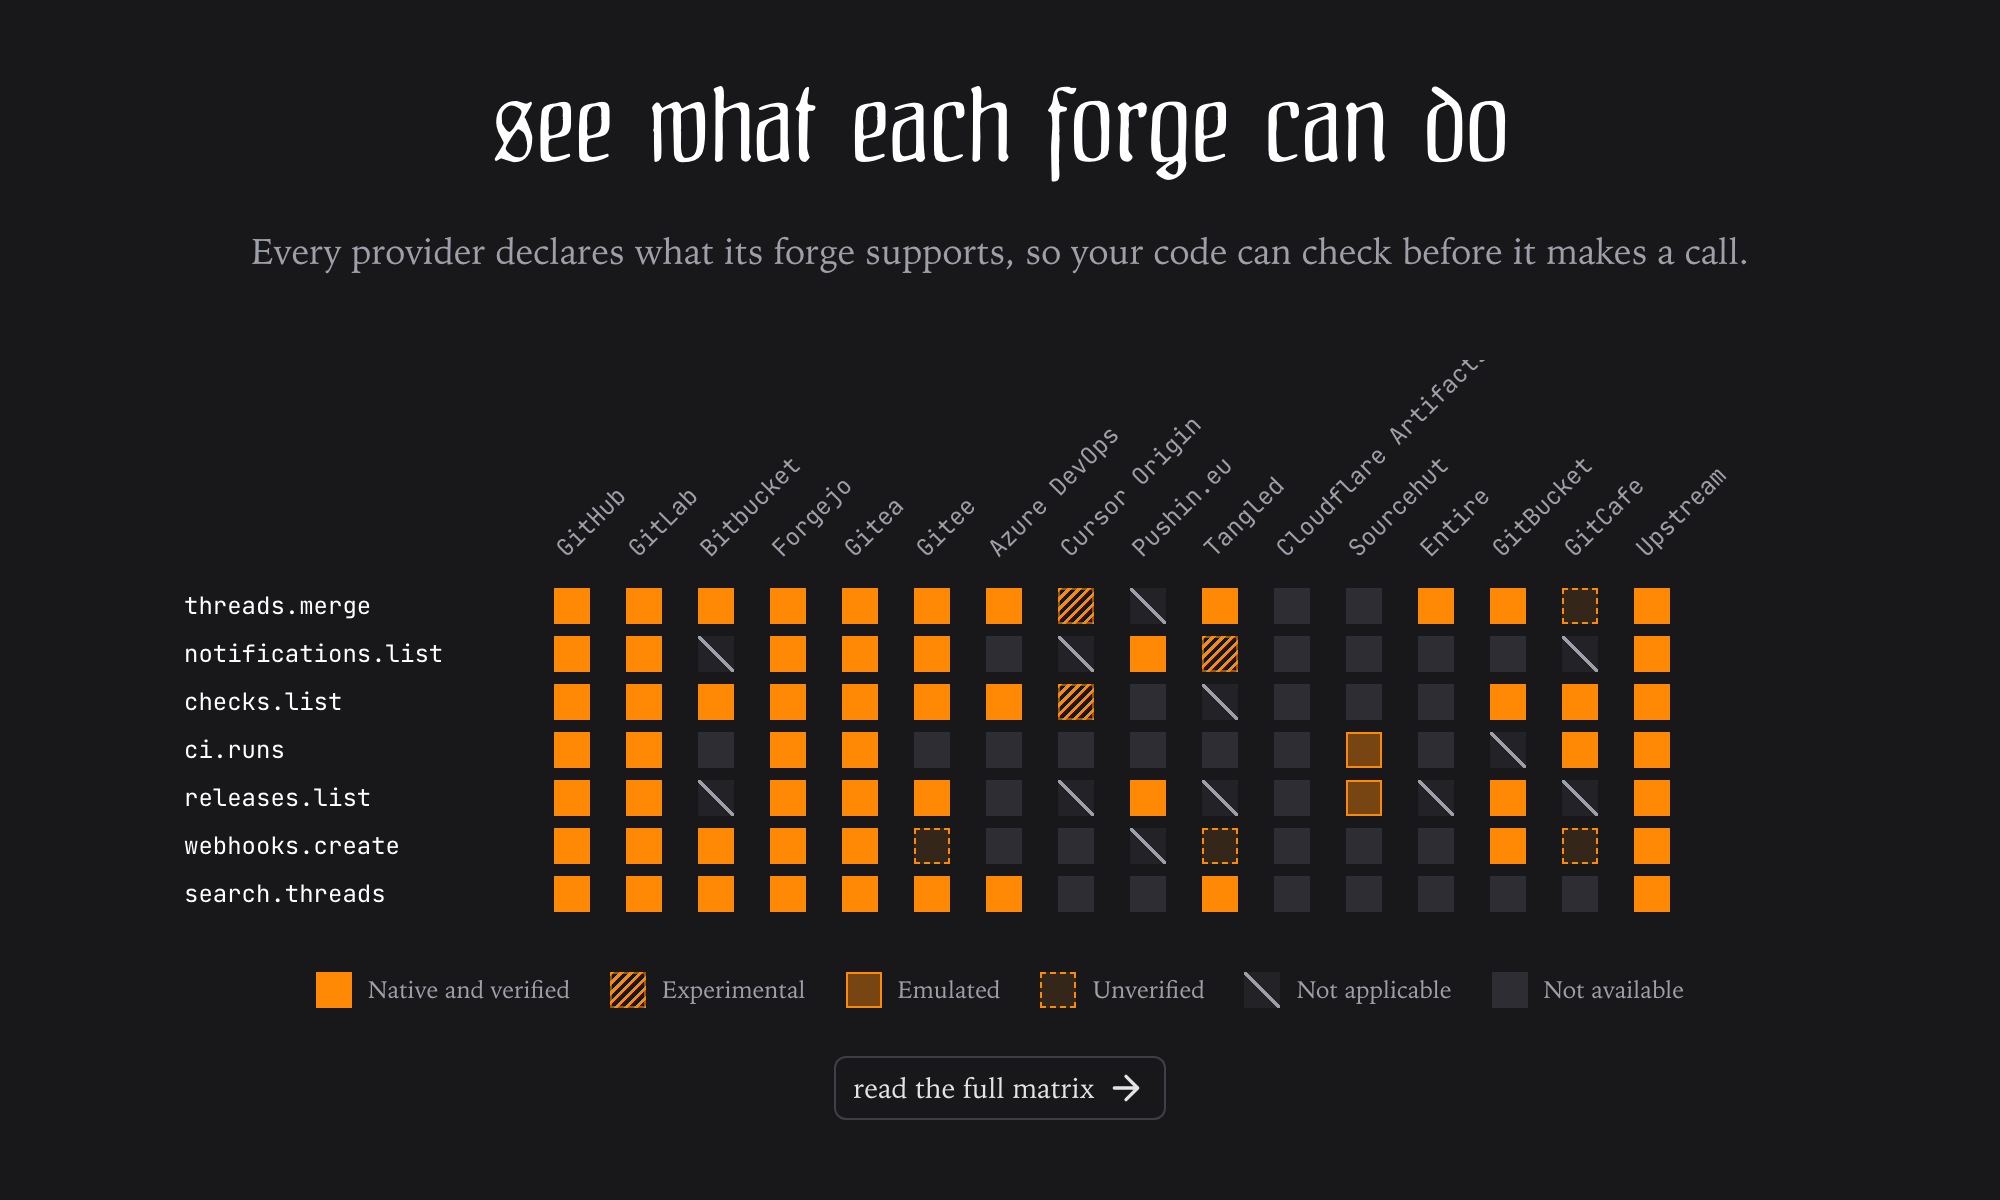 see what each forge can do
Every provider declares what its forge supports, so your code can check before it makes a call.
GitHub
GitLab
Bitbucket
Forgejo
Gitea
Gitee
Azure DevOps
Cursor Origin
Pushin.eu
Tangled
Cloudflare Artifacts
Sourcehut
Entire
GitBucket
GitCafe
Upstream
threads.merge
notifications.list
checks.list
ci.runs
releases.list
webhooks.create
search.threads
Native and verified
Experimental
Emulated
Unverified
Not applicable
Not available
read the full matrix →